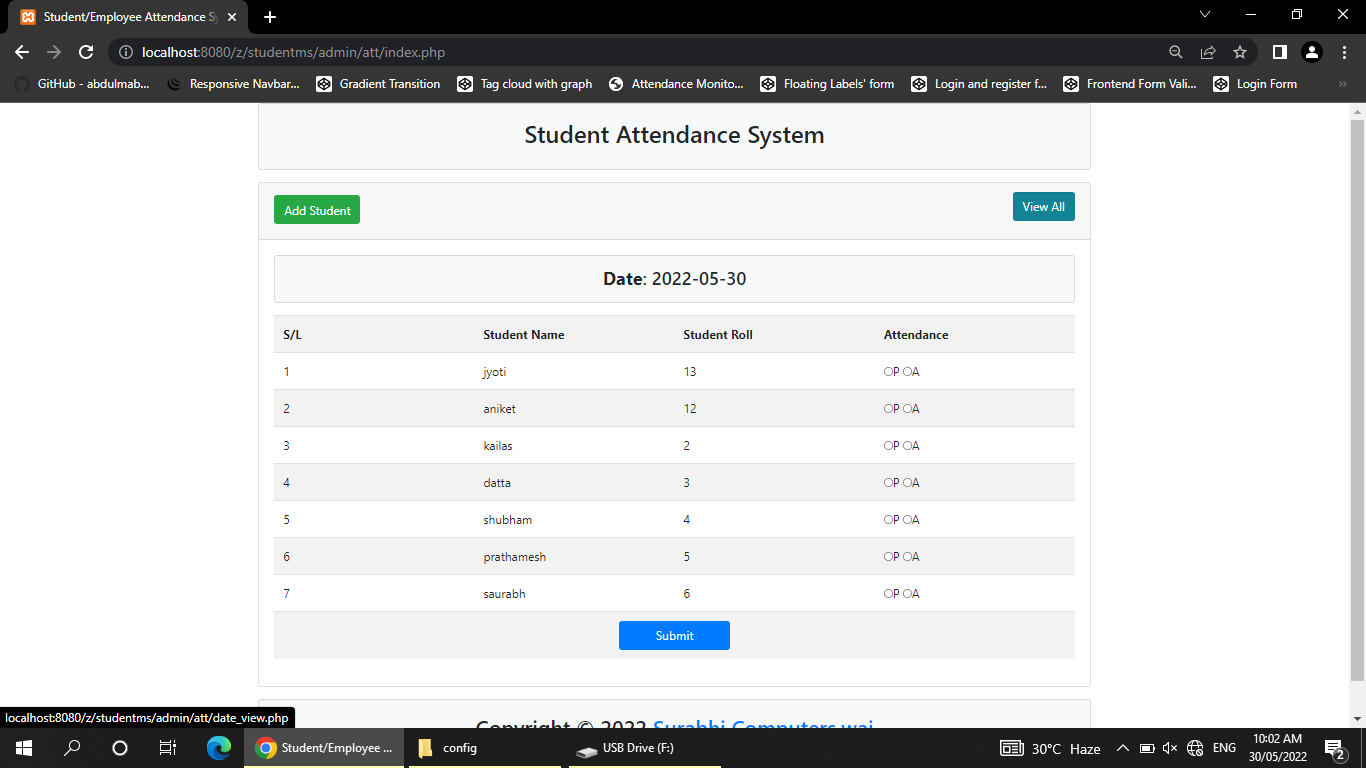 Student/Employee Attendance Sy
localhost:8080/z/studentms/admin/att/index.php
GitHub - abdulmab... Responsive Navbar... Gradient Transition Tag cloud with graph Attendance Monito... Floating Labels' form Login and register f... Frontend Form Vali... Login Form
Student Attendance System
Add Student View All
Date: 2022-05-30
S/L Student Name Student Roll Attendance
1 jyoti 13 P A
2 aniket 12 P A
3 kailas 2 P A
4 datta 3 P A
5 shubham 4 P A
6 prathamesh 5 P A
7 saurabh 6 P A
Submit
localhost:8080/z/studentms/admin/att/date_view.php
Copyright © 2022 Surabhi Computers wai
Student/Employee ... config USB Drive (F:) 30°C Haze ENG 10:02 AM
30/05/2022 2